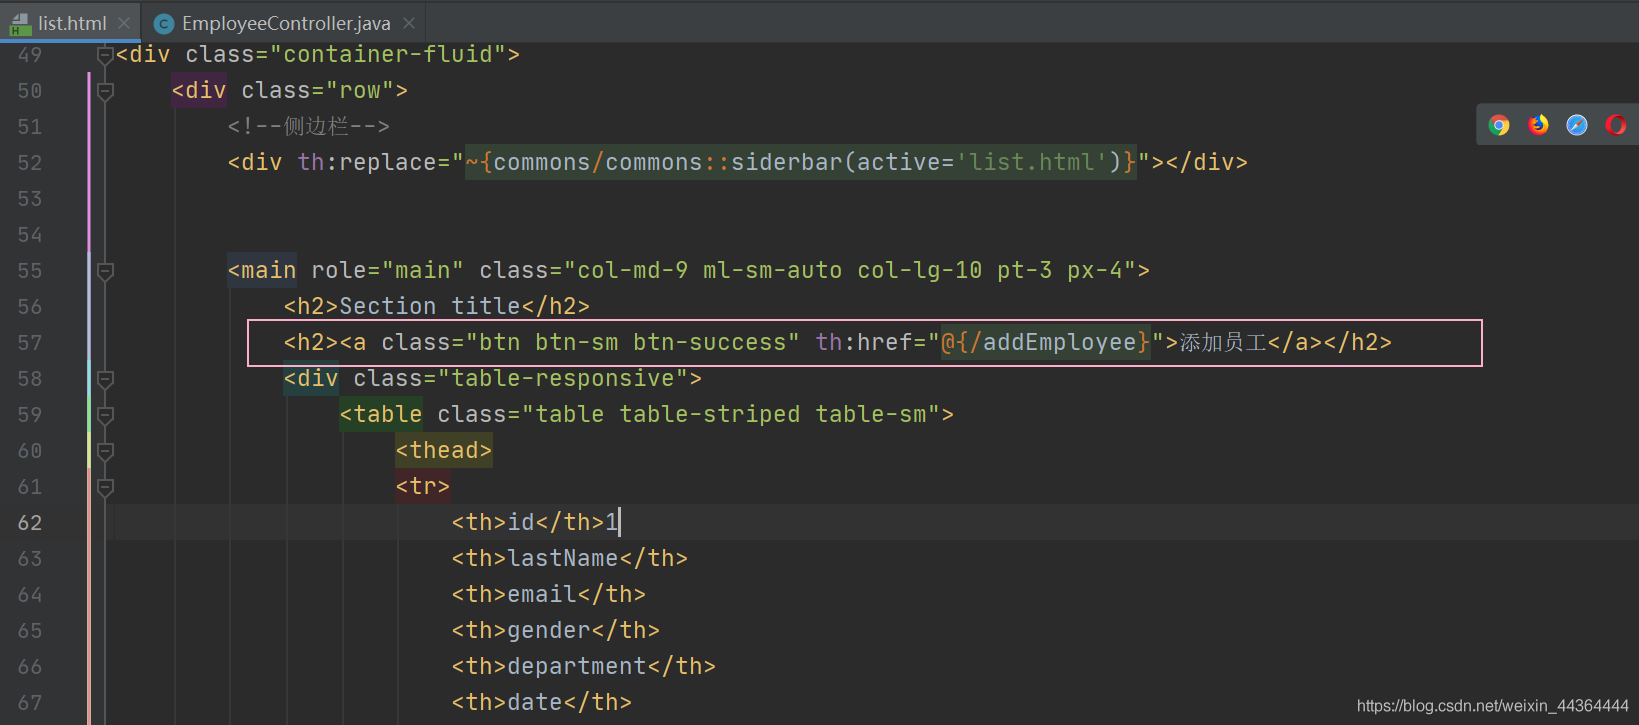 list.html EmployeeController.java
49 <div class="container-fluid">
50 <div class="row">
51 <!--侧边栏-->
52 <div th:replace="~{commons/commons::siderbar(active='list.html')}"></div>
53
54
55 <main role="main" class="col-md-9 ml-sm-auto col-lg-10 pt-3 px-4">
56 <h2>Section title</h2>
57 <h2><a class="btn btn-sm btn-success" th:href="@{/addEmployee}">添加员工</a></h2>
58 <div class="table-responsive">
59 <table class="table table-striped table-sm">
60 <thead>
61 <tr>
62 <th>id</th>1
63 <th>lastName</th>
64 <th>email</th>
65 <th>gender</th>
66 <th>department</th>
67 <th>date</th>
https://blog.csdn.net/weixin_44364444